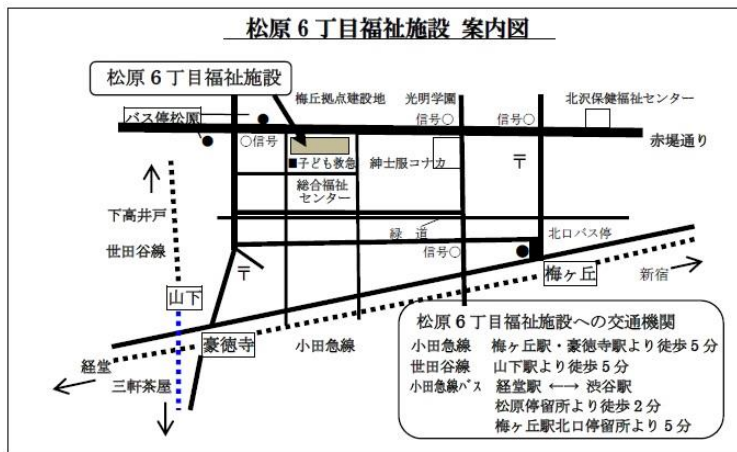 松原6丁目福祉施設 案内図
松原6丁目福祉施設
梅丘拠点建設地
光明学園
北沢保健福祉センター
バス停松原
信号○
信号○
赤堤通り
○信号
■子ども救急
紳士服コナカ
〒
総合福祉
センター
下高井戸
世田谷線
緑 道
北口バス停
信号○
〒
梅ヶ丘
新宿
山下
豪徳寺
小田急線
経堂
三軒茶屋
松原6丁目福祉施設への交通機関
小田急線 梅ヶ丘駅・豪徳寺駅より徒歩5分
世田谷線 山下駅より徒歩5分
小田急線バス 経堂駅 ←→ 渋谷駅
松原停留所より徒歩2分
梅ヶ丘駅北口停留所より5分